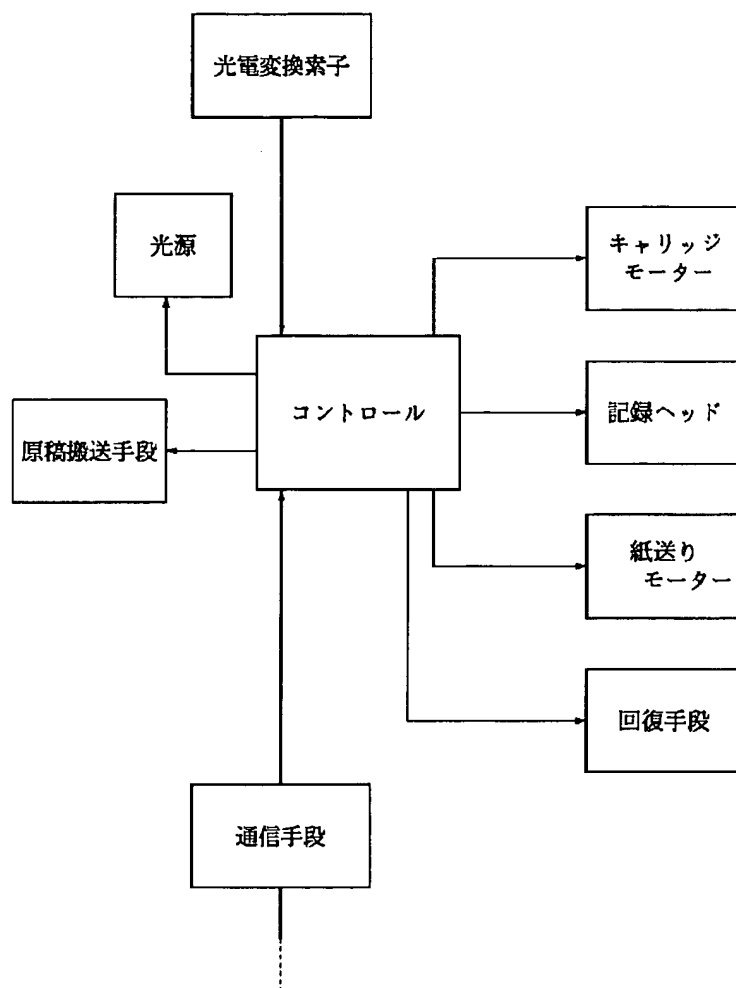 光電変換素子
光源
キャリッジ
モーター
コントロール
記録ヘッド
原稿搬送手段
紙送り
モーター
回復手段
通信手段